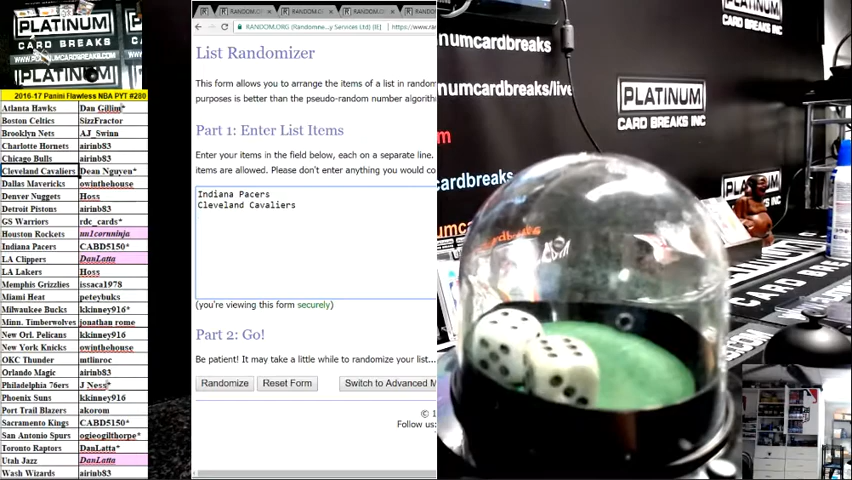 PLATINUM
CARD BREAKS
2016-17 Panini Flawless NBA PYT #280
Atlanta Hawks Dan Gillini*
Boston Celtics SizzFractor
Brooklyn Nets AJ_Swinn
Charlotte Hornets airinb83
Chicago Bulls airinb83
Cleveland Cavaliers Dean Nguyen*
Dallas Mavericks owinthehouse
Denver Nuggets Hoss
Detroit Pistons airinb83
GS Warriors rdc_cards*
Houston Rockets un1cornninja
Indiana Pacers CABD5150*
LA Clippers DanLatta
LA Lakers Hoss
Memphis Grizzlies issaca1978
Miami Heat peteybuks
Milwaukee Bucks kkinney916*
Minn. Timberwolves jonathan rome
New Orl. Pelicans kkinney916
New York Knicks owinthehouse
OKC Thunder mtlinroc
Orlando Magic airinb83
Philadelphia 76ers J Ness*
Phoenix Suns kkinney916
Port Trail Blazers akorom
Sacramento Kings CABD5150*
San Antonio Spurs ogieogilthorpe*
Toronto Raptors DanLatta*
Utah Jazz DanLatta
Wash Wizards airinb83
List Randomizer
This form allows you to arrange the items of a list in random
purposes is better than the pseudo-random number algorith
Part 1: Enter List Items
Enter your items in the field below, each on a separate line.
items are allowed. Please don't enter anything you would co
Indiana Pacers
Cleveland Cavaliers
(you're viewing this form securely)
Part 2: Go!
Be patient! It may take a little while to randomize your list...
Randomize Reset Form Switch to Advanced M
Follow us:
numcardbreaks
mcardbreaks/live
cardbreaks
PLATINUM
CARD BREAKS INC
PLATINUM
CARD BREAKS INC